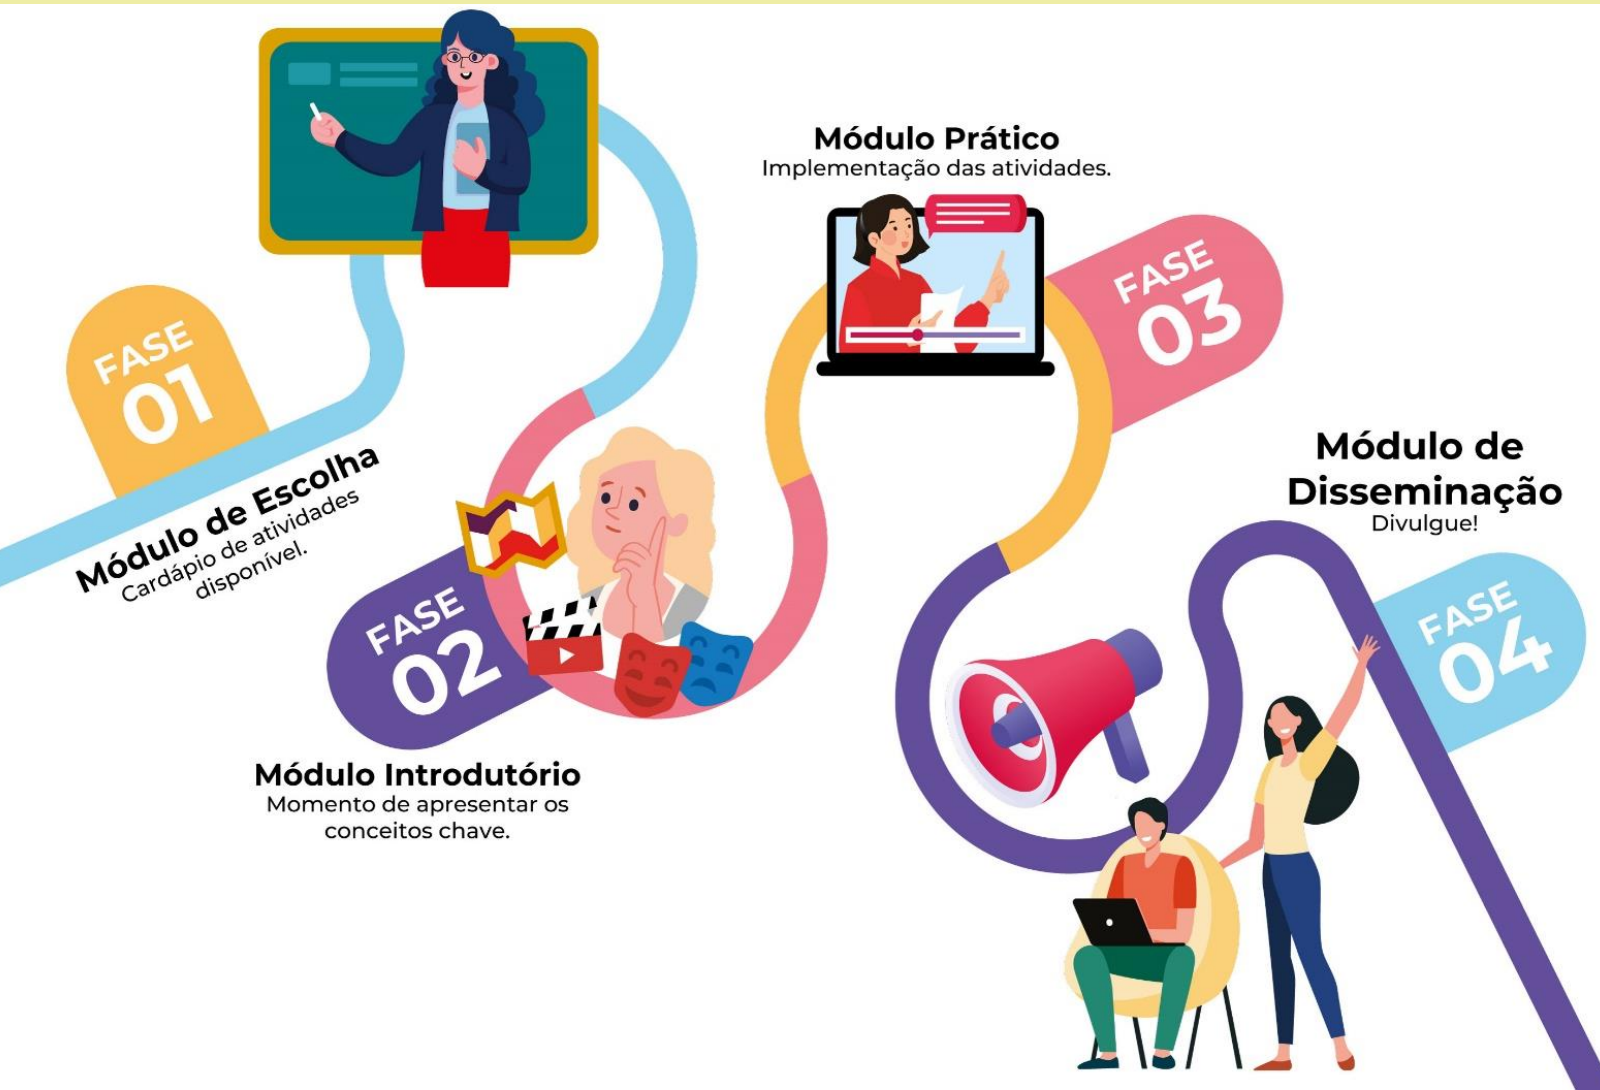 FASE
01
Módulo de Escolha
Cardápio de atividades
disponível.
FASE
02
Módulo Introdutório
Momento de apresentar os
conceitos chave.
Módulo Prático
Implementação das atividades.
FASE
03
Módulo de
Disseminação
Divulgue!
FASE
04